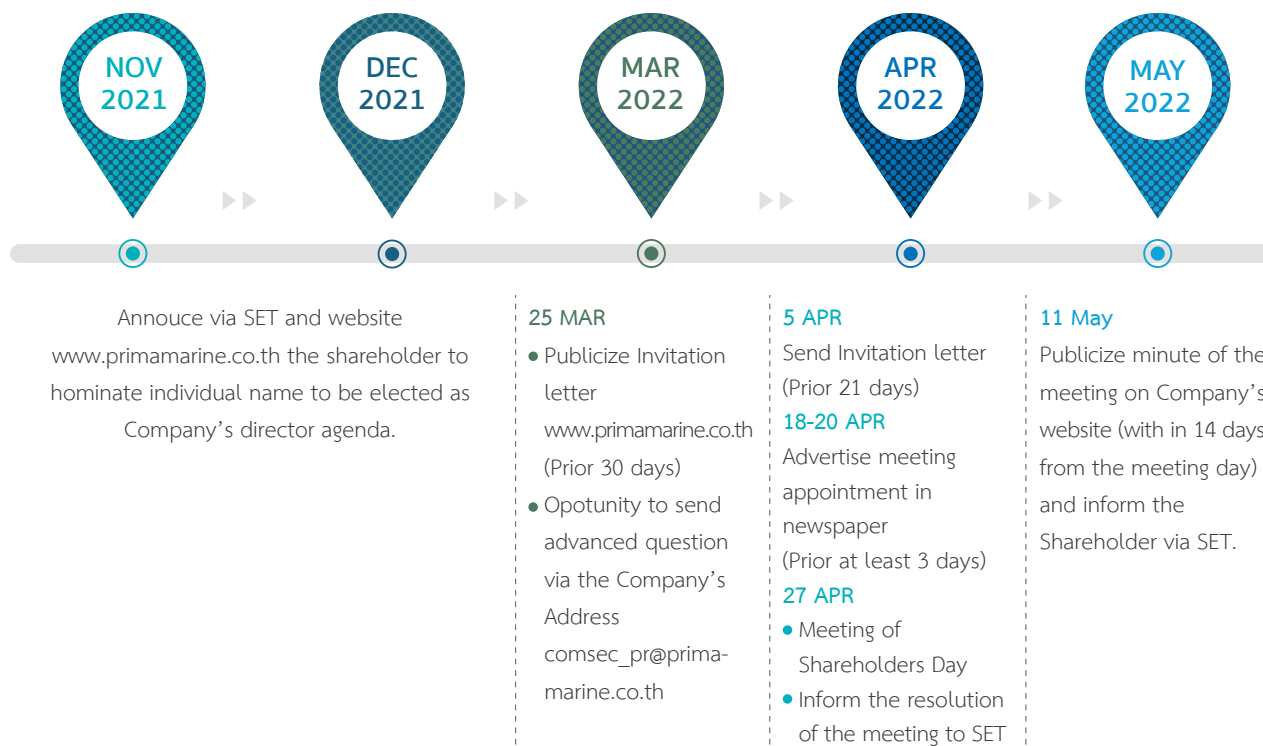 NOV
2021
DEC
2021
MAR
2022
APR
2022
MAY
2022
Annouce via SET and website
www.primamarine.co.th the shareholder to
hominate individual name to be elected as
Company's director agenda.
25 MAR
• Publicize Invitation
letter
www.primamarine.co.th
(Prior 30 days)
• Opotunity to send
advanced question
via the Company's
Address
comsec_pr@prima-
marine.co.th
5 APR
Send Invitation letter
(Prior 21 days)
18-20 APR
Advertise meeting
appointment in
newspaper
(Prior at least 3 days)
27 APR
• Meeting of
Shareholders Day
• Inform the resolution
of the meeting to SET
11 May
Publicize minute of the
meeting on Company's
website (with in 14 days
from the meeting day)
and inform the
Shareholder via SET.